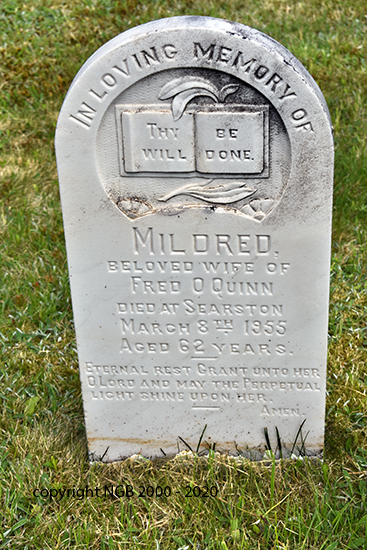 IN LOVING MEMORY OF
THY BE
WILL DONE.
MILDRED.
BELOVED WIFE OF
FRED O QUINN
DIED AT SEARSTON
MARCH 8TH 1955
AGED 62 YEARS.
ETERNAL REST GRANT UNTO HER
O LORD AND MAY THE PERPETUAL
LIGHT SHINE UPON HER.
AMEN.
copyright NGB 2000 - 2020